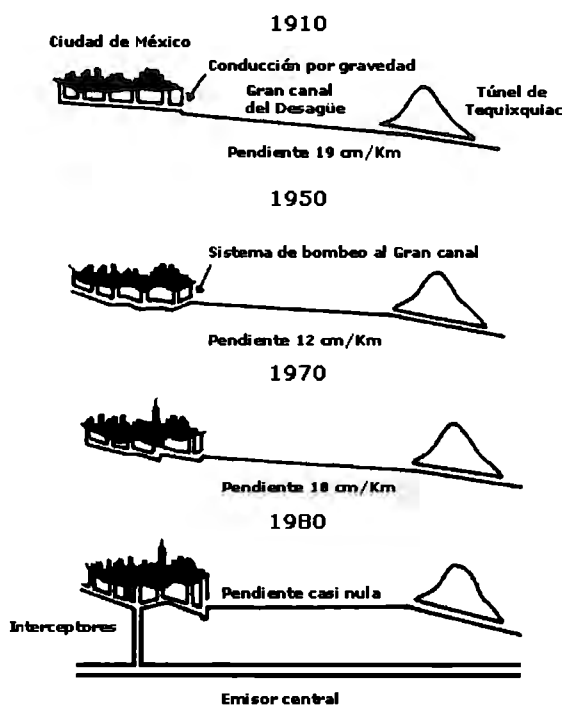 1910
Ciudad de México
Conducción por gravedad
Gran canal
del Desagüe
Túnel de
Tequixquiac
Pendiente 19 cm/Km
1950
Sistema de bombeo al Gran canal
Pendiente 12 cm/Km
1970
Pendiente 18 cm/Km
1980
Pendiente casi nula
Interceptores
Emisor central